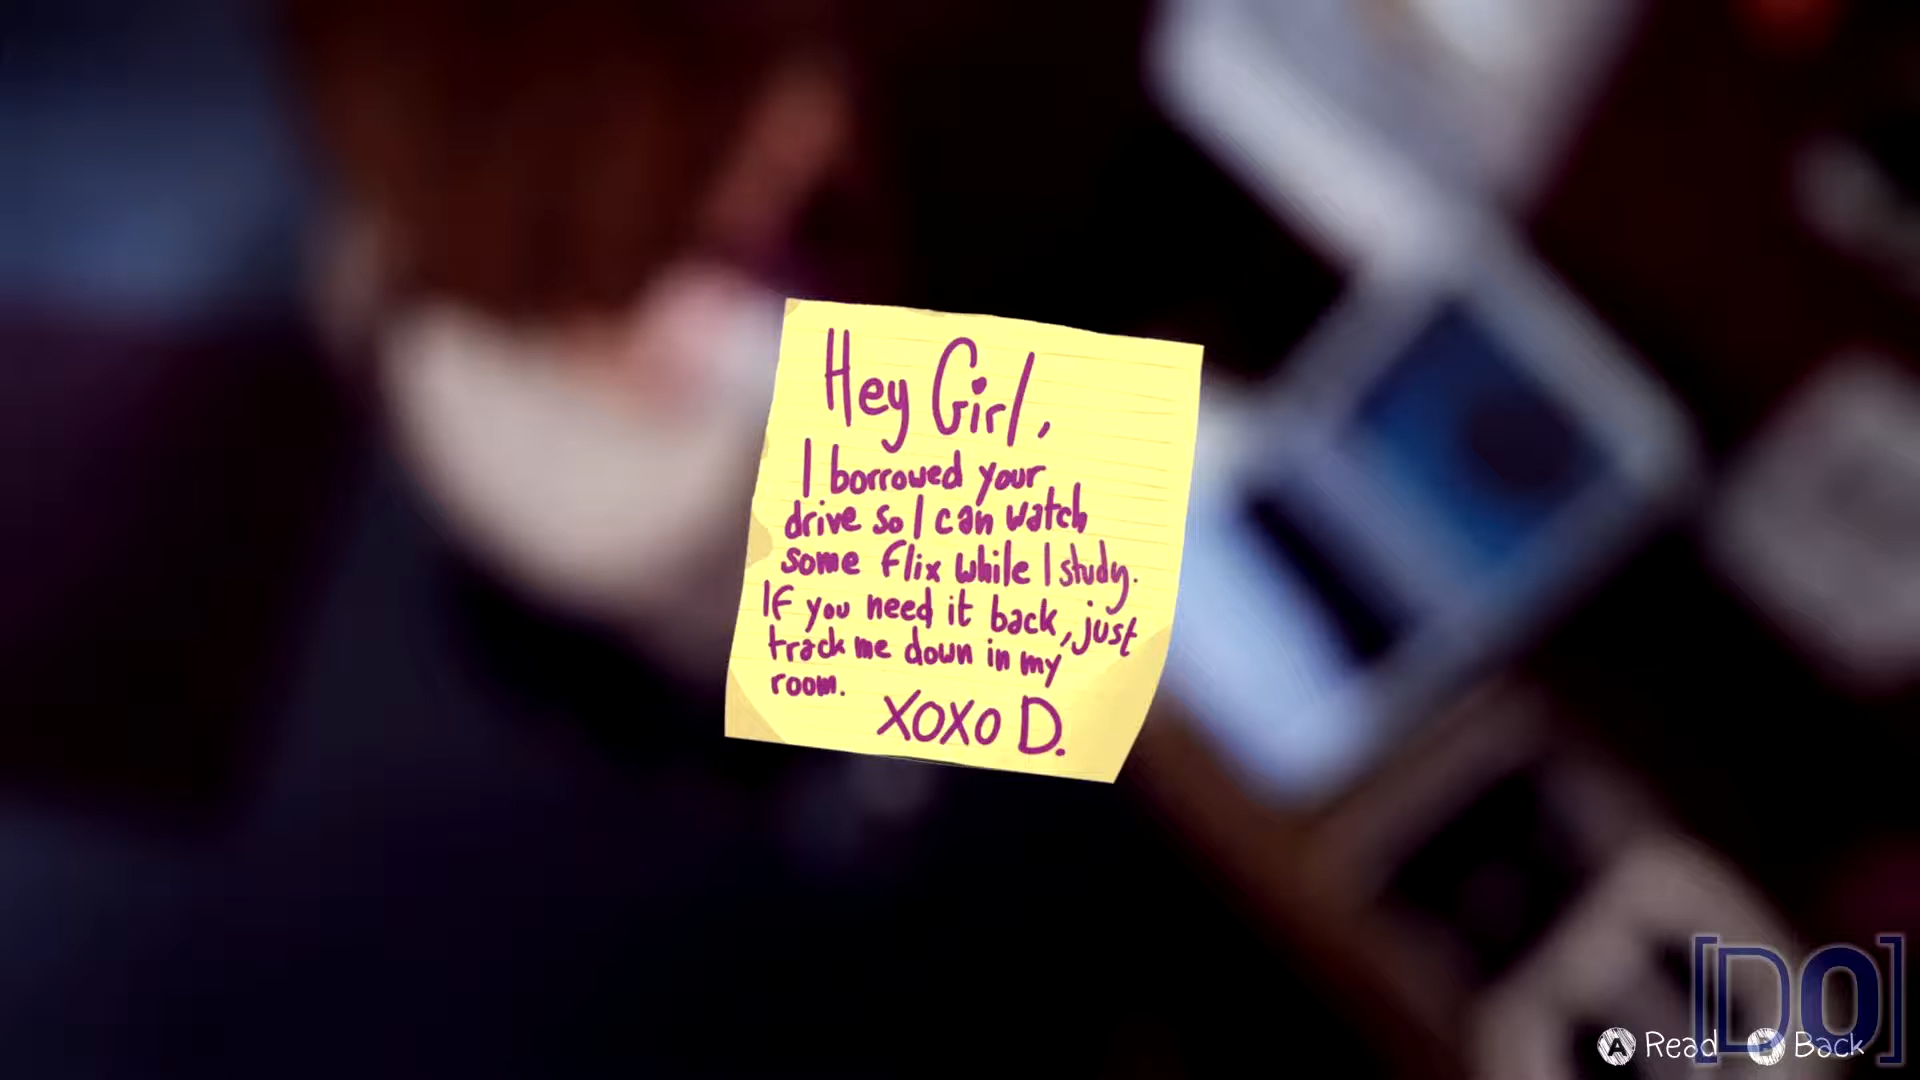 Hey Girl,
I borrowed your
drive so I can watch
some flix while I study.
If you need it back, just
track me down in my
room.
XOXO D.
[DO]
A Read B Back